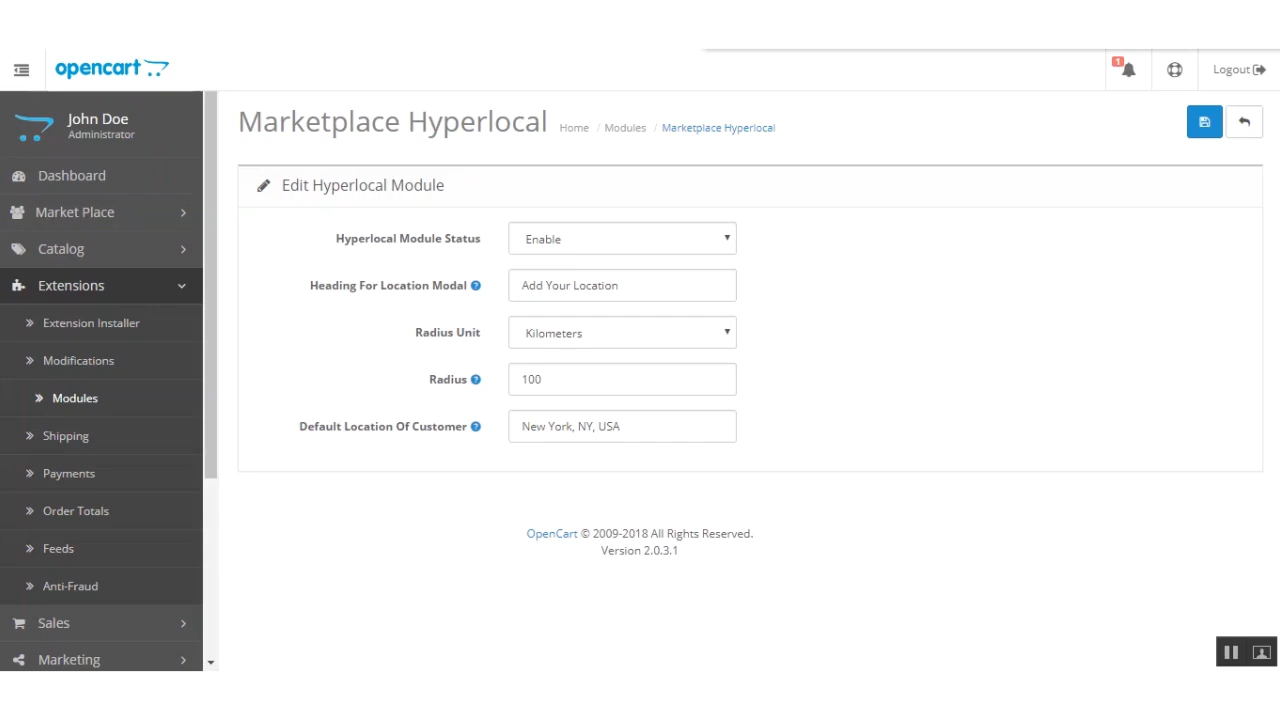 opencart
1
Logout
John Doe
Administrator
Dashboard
Market Place
Catalog
Extensions
Extension Installer
Modifications
Modules
Shipping
Payments
Order Totals
Feeds
Anti-Fraud
Sales
Marketing
Marketplace Hyperlocal
Home / Modules / Marketplace Hyperlocal
Edit Hyperlocal Module
Hyperlocal Module Status Enable
Heading For Location Modal ? Add Your Location
Radius Unit Kilometers
Radius ? 100
Default Location Of Customer ? New York, NY, USA
OpenCart © 2009-2018 All Rights Reserved.
Version 2.0.3.1